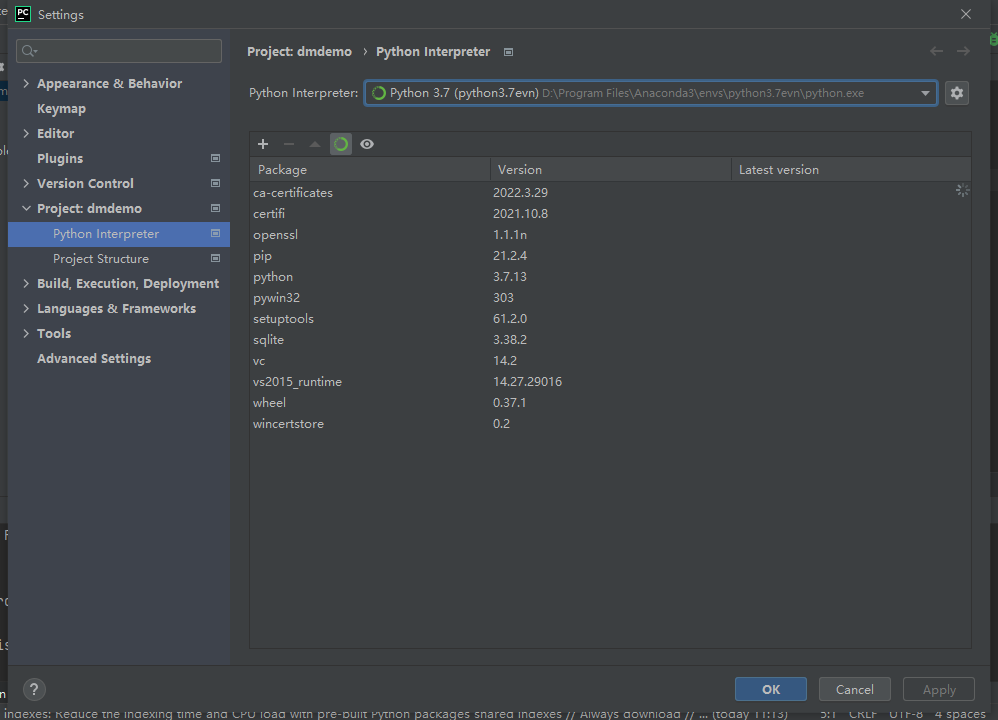 PC Settings
Project: dmdemo › Python Interpreter
Python Interpreter: Python 3.7 (python3.7evn) D:\Program Files\Anaconda3\envs\python3.7evn\python.exe
Appearance & Behavior
Keymap
Editor
Plugins
Version Control
Project: dmdemo
Python Interpreter
Project Structure
Build, Execution, Deployment
Languages & Frameworks
Tools
Advanced Settings
Package Version Latest version
ca-certificates 2022.3.29
certifi 2021.10.8
openssl 1.1.1n
pip 21.2.4
python 3.7.13
pywin32 303
setuptools 61.2.0
sqlite 3.38.2
vc 14.2
vs2015_runtime 14.27.29016
wheel 0.37.1
wincertstore 0.2
? OK Cancel Apply
indexes: Reduce the indexing time and CPU load with pre-built Python packages shared indexes // Always download // ... (today 11:13) 5:1 CRLF UTF-8 4 spaces